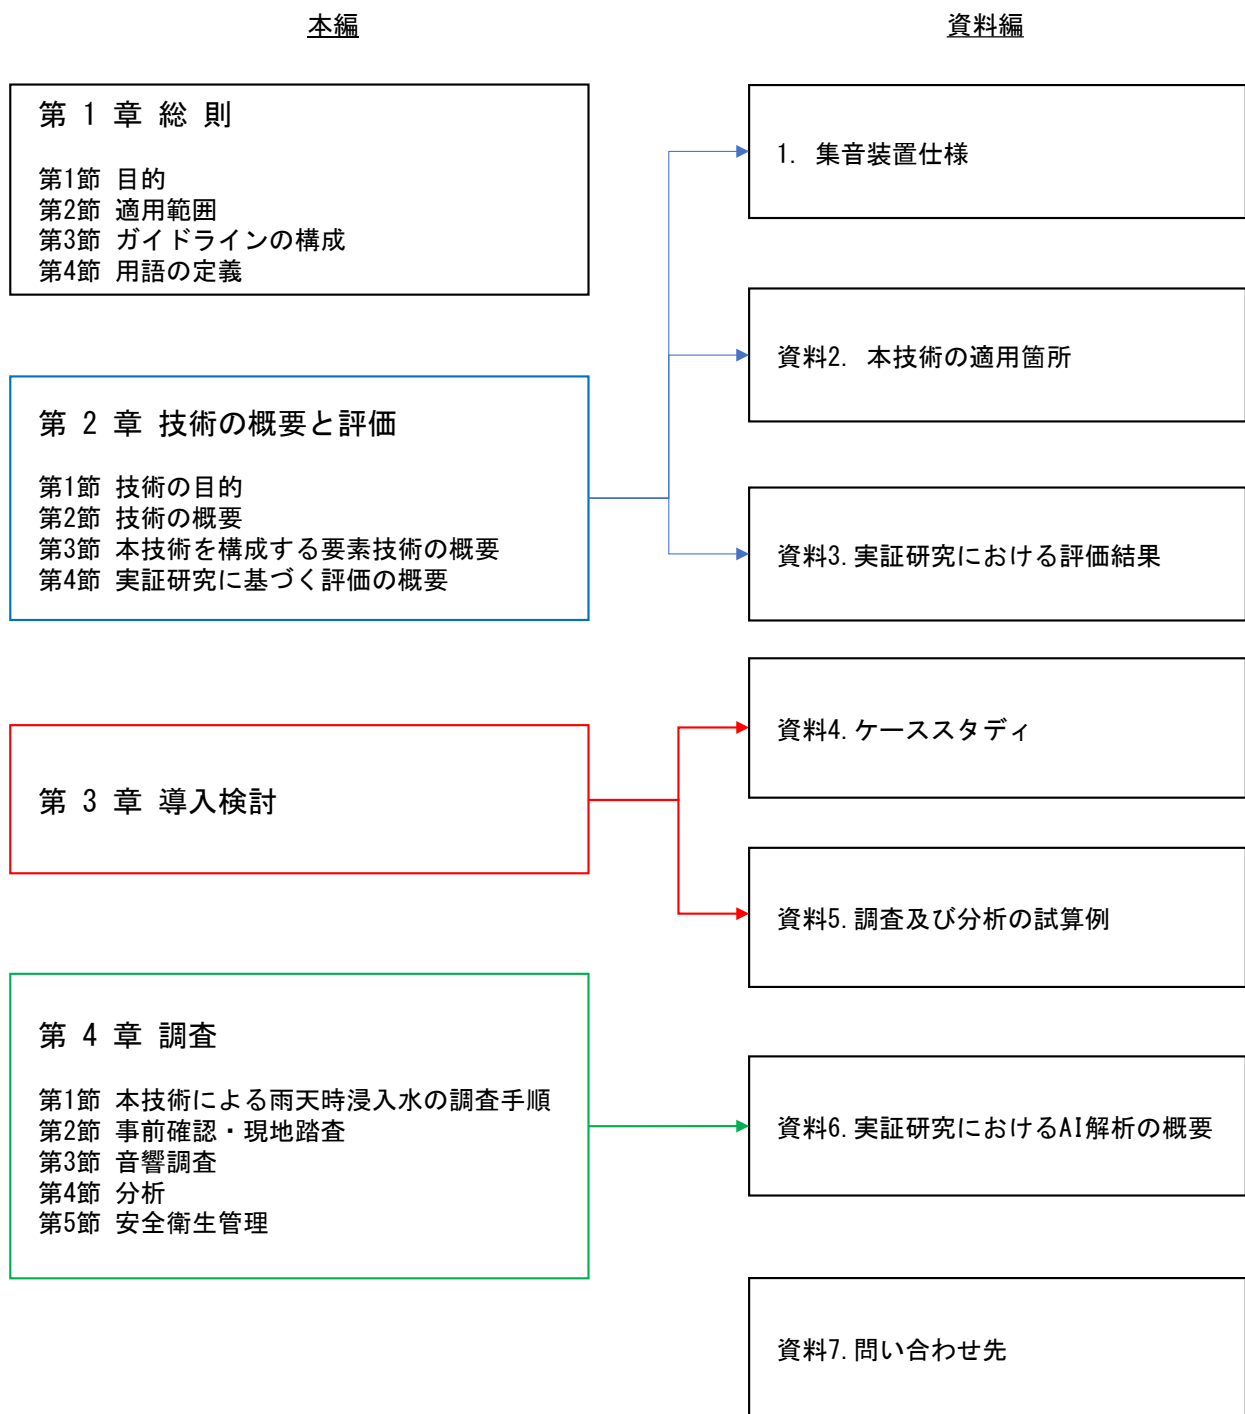 本編
資料編
第 1 章 総 則
第1節 目的
第2節 適用範囲
第3節 ガイドラインの構成
第4節 用語の定義
第 2 章 技術の概要と評価
第1節 技術の目的
第2節 技術の概要
第3節 本技術を構成する要素技術の概要
第4節 実証研究に基づく評価の概要
第 3 章 導入検討
第 4 章 調査
第1節 本技術による雨天時浸入水の調査手順
第2節 事前確認・現地踏査
第3節 音響調査
第4節 分析
第5節 安全衛生管理
1. 集音装置仕様
資料2. 本技術の適用箇所
資料3.実証研究における評価結果
資料4.ケーススタディ
資料5.調査及び分析の試算例
資料6.実証研究におけるAI解析の概要
資料7.問い合わせ先